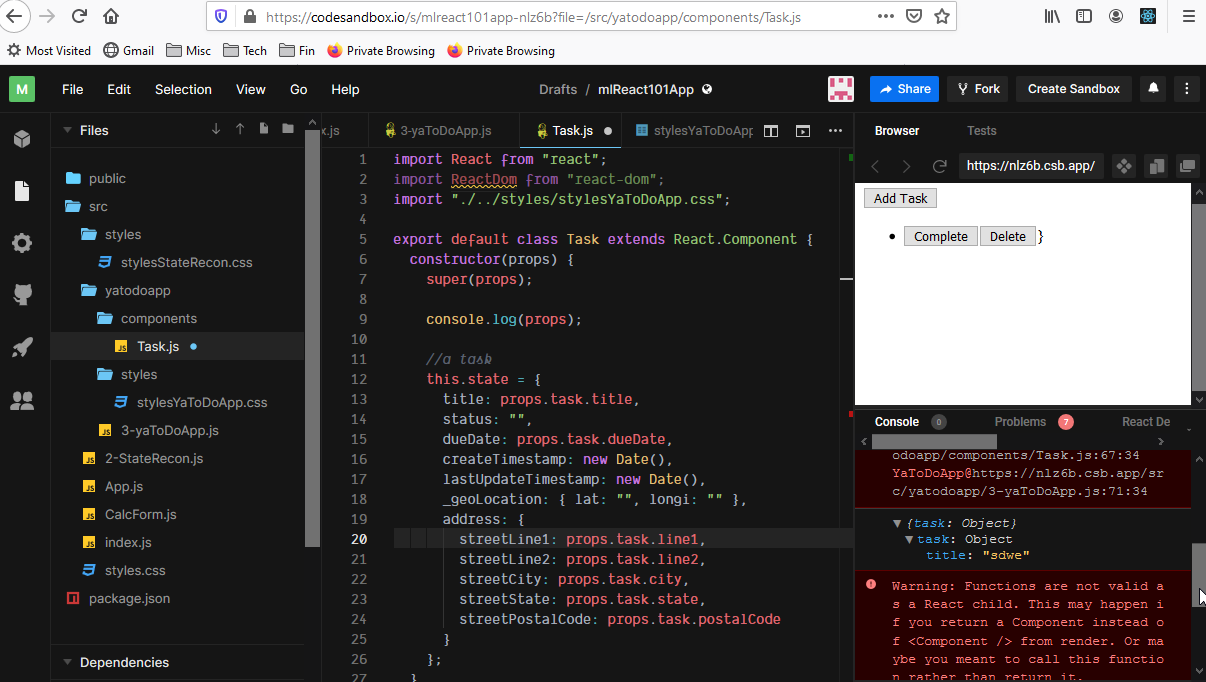 https://codesandbox.io/s/mlreact101app-nlz6b?file=/src/yatodoapp/components/Task.js
Most Visited Gmail Misc Tech Fin Private Browsing Private Browsing
M File Edit Selection View Go Help Drafts / mlReact101App Share Fork Create Sandbox
Files
public
src
styles
stylesStateRecon.css
yatodoapp
components
Task.js
styles
stylesYaToDoApp.css
3-yaToDoApp.js
2-StateRecon.js
App.js
CalcForm.js
index.js
styles.css
package.json
Dependencies
x.js 3-yaToDoApp.js Task.js stylesYaToDoApp
1 import React from "react";
2 import ReactDom from "react-dom";
3 import "./../styles/stylesYaToDoApp.css";
4
5 export default class Task extends React.Component {
6 constructor(props) {
7 super(props);
8
9 console.log(props);
10
11 //a task
12 this.state = {
13 title: props.task.title,
14 status: "",
15 dueDate: props.task.dueDate,
16 createTimestamp: new Date(),
17 lastUpdateTimestamp: new Date(),
18 _geoLocation: { lat: "", longi: "" },
19 address: {
20 streetLine1: props.task.line1,
21 streetLine2: props.task.line2,
22 streetCity: props.task.city,
23 streetState: props.task.state,
24 streetPostalCode: props.task.postalCode
25 }
26 };
27 }
Browser Tests
https://nlz6b.csb.app/
Add Task
• Complete Delete }
Console 0 Problems 7 React De
odoapp/components/Task.js:67:34
YaToDoApp@https://nlz6b.csb.app/sr
c/yatodoapp/3-yaToDoApp.js:71:34
{task: Object}
task: Object
title: "sdwe"
Warning: Functions are not valid a
s a React child. This may happen i
f you return a Component instead o
f <Component /> from render. Or ma
ybe you meant to call this functio
n rather than return it.